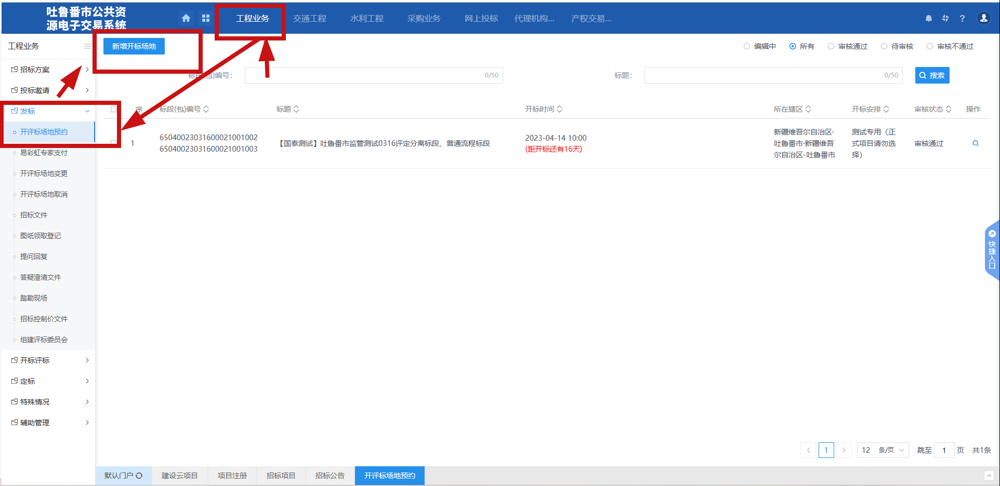 吐鲁番市公共资
源电子交易系统
工程业务
交通工程
水利工程
采购业务
网上投标
代理机构...
产权交易...
?
工程业务
新增开标场地
编辑中
所有
审核通过
待审核
审核不通过
招标方案
投标邀请
发标
开评标场地预约
易彩虹专家支付
开评标场地变更
开评标场地取消
招标文件
图纸领取登记
提问回复
答疑澄清文件
踏勘现场
招标控制价文件
组建评标委员会
开标评标
定标
特殊情况
辅助管理
标段(包)编号:
0/50
标题:
0/50
搜索
序
标段(包)编号
标题
开标时间
所在辖区
开标安排
审核状态
操作
1
65040023031600021001002
65040023031600021001003
【国泰测试】吐鲁番市监管测试0316评定分离标段、普通流程标段
2023-04-14 10:00
(距开标还有16天)
新疆维吾尔自治区·
吐鲁番市·新疆维吾
尔自治区-吐鲁番市
测试专用（正
式项目请勿选
择）
审核通过
快捷入口
1
12 条/页
跳至 1 页 共1条
默认门户
建设云项目
项目注册
招标项目
招标公告
开评标场地预约